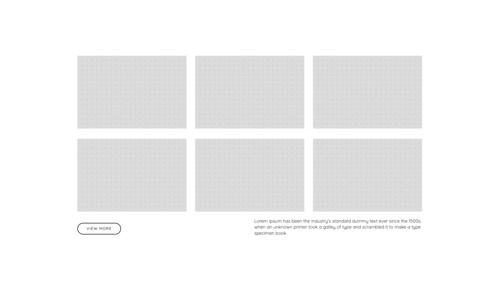 VIEW MORE
Lorem Ipsum has been the industry's standard dummy text ever since the 1500s,
when an unknown printer took a galley of type and scrambled it to make a type
specimen book.